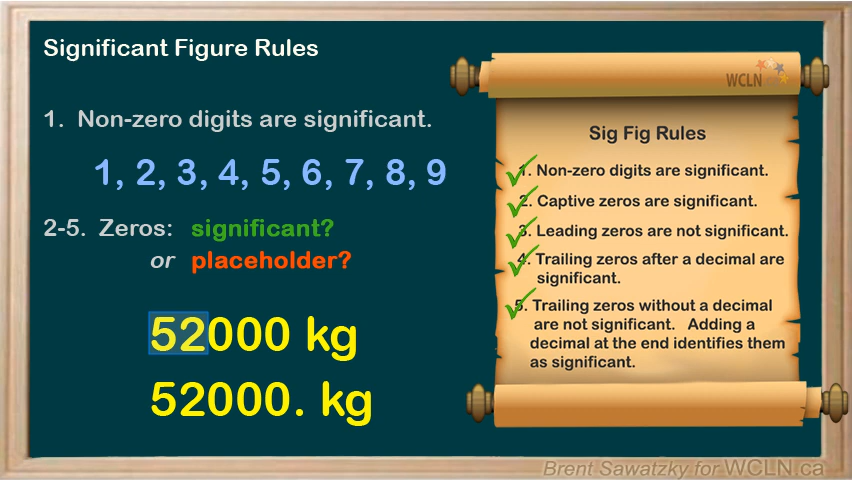 Significant Figure Rules
1. Non-zero digits are significant.
1, 2, 3, 4, 5, 6, 7, 8, 9
2-5. Zeros: significant?
or placeholder?
52000 kg
52000. kg
WCLN
Sig Fig Rules
1. Non-zero digits are significant.
2. Captive zeros are significant.
3. Leading zeros are not significant.
4. Trailing zeros after a decimal are
significant.
5. Trailing zeros without a decimal
are not significant. Adding a
decimal at the end identifies them
as significant.
Brent Sawatzky for WCLN.ca